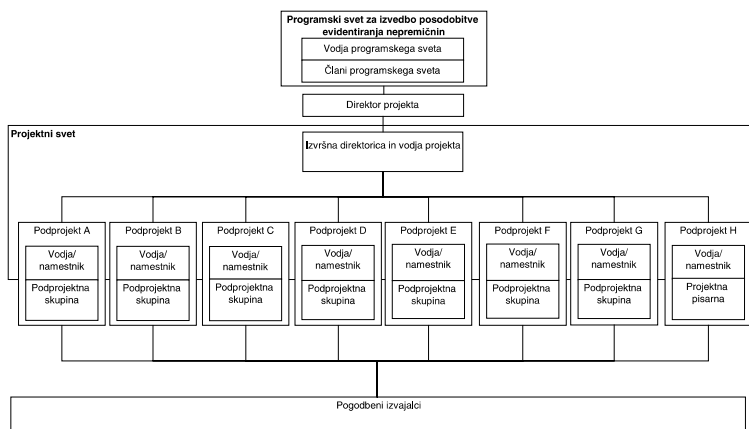 Programski svet za izvedbo posodobitve
evidentiranja nepremičnin
Vodja programskega sveta
Člani programskega sveta
Direktor projekta
Projektni svet
Izvršna direktorica in vodja projekta
Podprojekt A
Vodja/
namestnik
Podprojektna
skupina
Podprojekt B
Vodja/
namestnik
Podprojektna
skupina
Podprojekt C
Vodja/
namestnik
Podprojektna
skupina
Podprojekt D
Vodja/
namestnik
Podprojektna
skupina
Podprojekt E
Vodja/
namestnik
Podprojektna
skupina
Podprojekt F
Vodja/
namestnik
Podprojektna
skupina
Podprojekt G
Vodja/
namestnik
Podprojektna
skupina
Podprojekt H
Vodja/
namestnik
Projektna
pisarna
Pogodbeni izvajalci